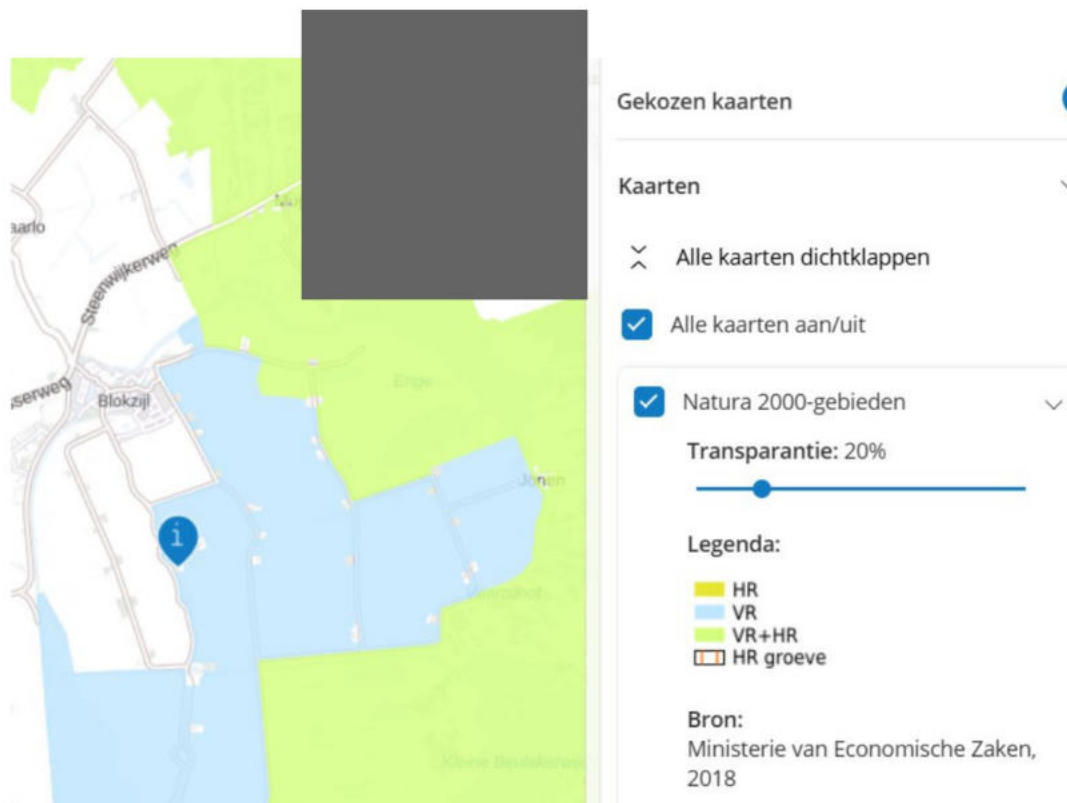 aarlo
Steenwijkerweg
serweg
Blokzijl
Enge
Jonen
i
Gekozen kaarten
Kaarten
Alle kaarten dichtklappen
Alle kaarten aan/uit
Natura 2000-gebieden
Transparantie: 20%
Legenda:
HR
VR
VR+HR
HR groeve
Bron:
Ministerie van Economische Zaken,
2018